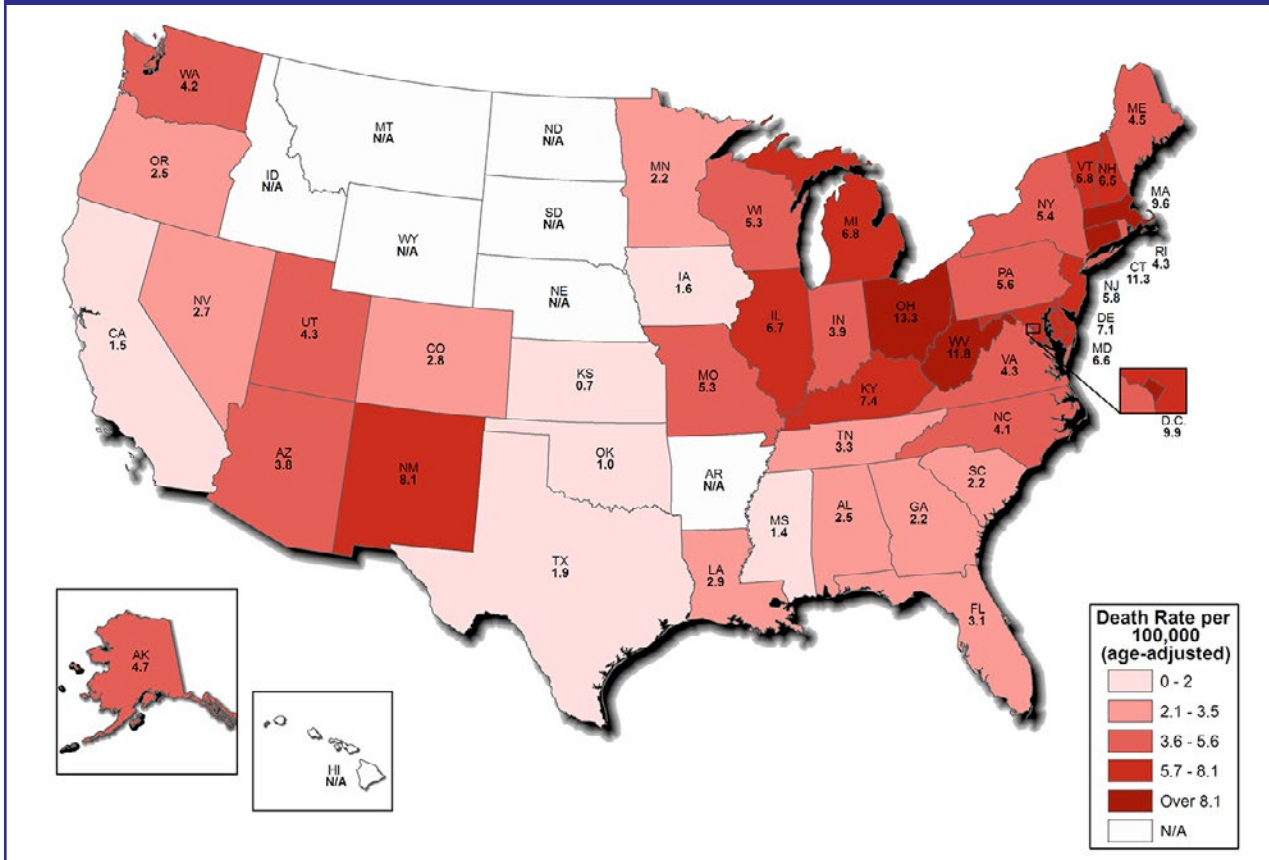 WA
4.2
MT
N/A
ND
N/A
MN
2.2
ME
4.5
OR
2.5
ID
N/A
SD
N/A
WI
5.3
MI
6.8
VT
5.8
NH
6.5
MA
9.6
NY
5.4
RI
4.3
CT
11.3
WY
N/A
IA
1.6
PA
5.6
NJ
5.8
NE
N/A
NV
2.7
UT
4.3
CO
2.8
IL
6.7
IN
3.9
OH
13.3
DE
7.1
MD
6.6
CA
1.5
KS
0.7
MO
5.3
WV
11.8
VA
4.3
KY
7.4
D.C.
9.9
NC
4.1
TN
3.3
AZ
3.8
NM
8.1
OK
1.0
AR
N/A
SC
2.2
MS
1.4
AL
2.5
GA
2.2
TX
1.9
LA
2.9
FL
3.1
AK
4.7
HI
N/A
Death Rate per
100,000
(age-adjusted)
0 - 2
2.1 - 3.5
3.6 - 5.6
5.7 - 8.1
Over 8.1
N/A